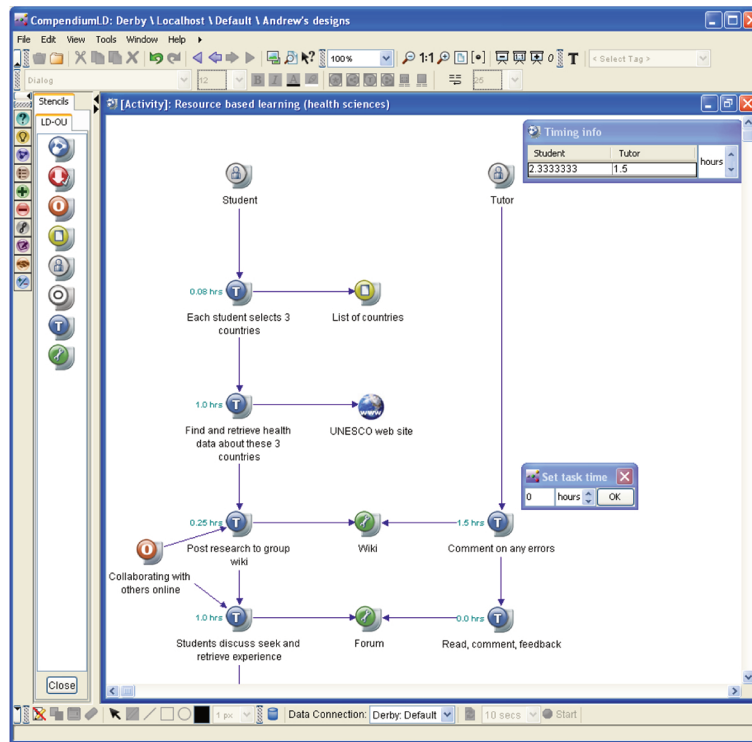 CompendiumLD: Derby \ Localhost \ Default \ Andrew's designs
File Edit View Tools Window Help
100%
1:1
0
T
< Select Tag >
Dialog
12
B I A
25
Stencils
LD-OU
[Activity]: Resource based learning (health sciences)
Timing info
Student Tutor
2.3333333 1.5 hours
Student
Tutor
0.08 hrs T
Each student selects 3
countries
List of countries
1.0 hrs T
Find and retrieve health
data about these 3
countries
www
UNESCO web site
Set task time
0 hours OK
0.25 hrs T
Post research to group
wiki
Wiki
1.5 hrs T
Comment on any errors
Collaborating with
others online
1.0 hrs T
Students discuss seek and
retrieve experience
Forum
0.0 hrs T
Read, comment, feedback
Close
1 px
Data Connection: Derby: Default
10 secs
Start